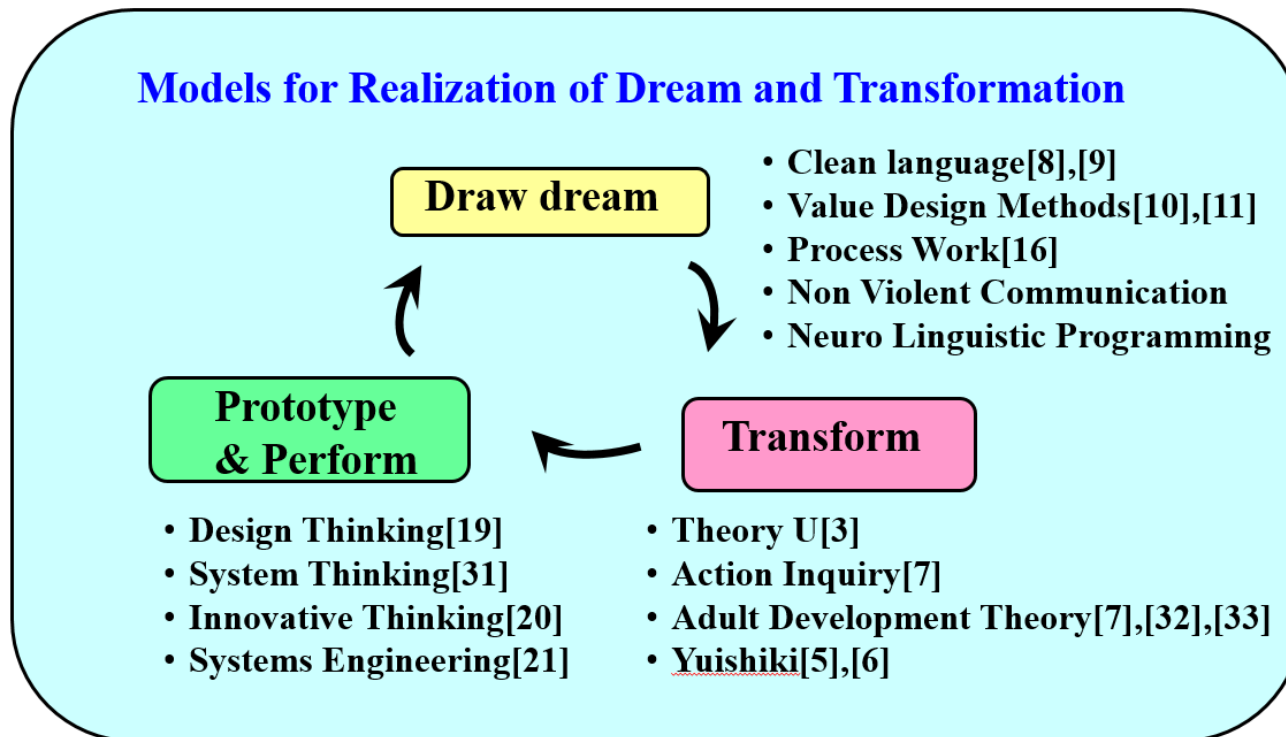 Models for Realization of Dream and Transformation
Draw dream
• Clean language[8],[9]
• Value Design Methods[10],[11]
• Process Work[16]
• Non Violent Communication
• Neuro Linguistic Programming
Transform
• Theory U[3]
• Action Inquiry[7]
• Adult Development Theory[7],[32],[33]
• Yuishiki[5],[6]
Prototype
& Perform
• Design Thinking[19]
• System Thinking[31]
• Innovative Thinking[20]
• Systems Engineering[21]